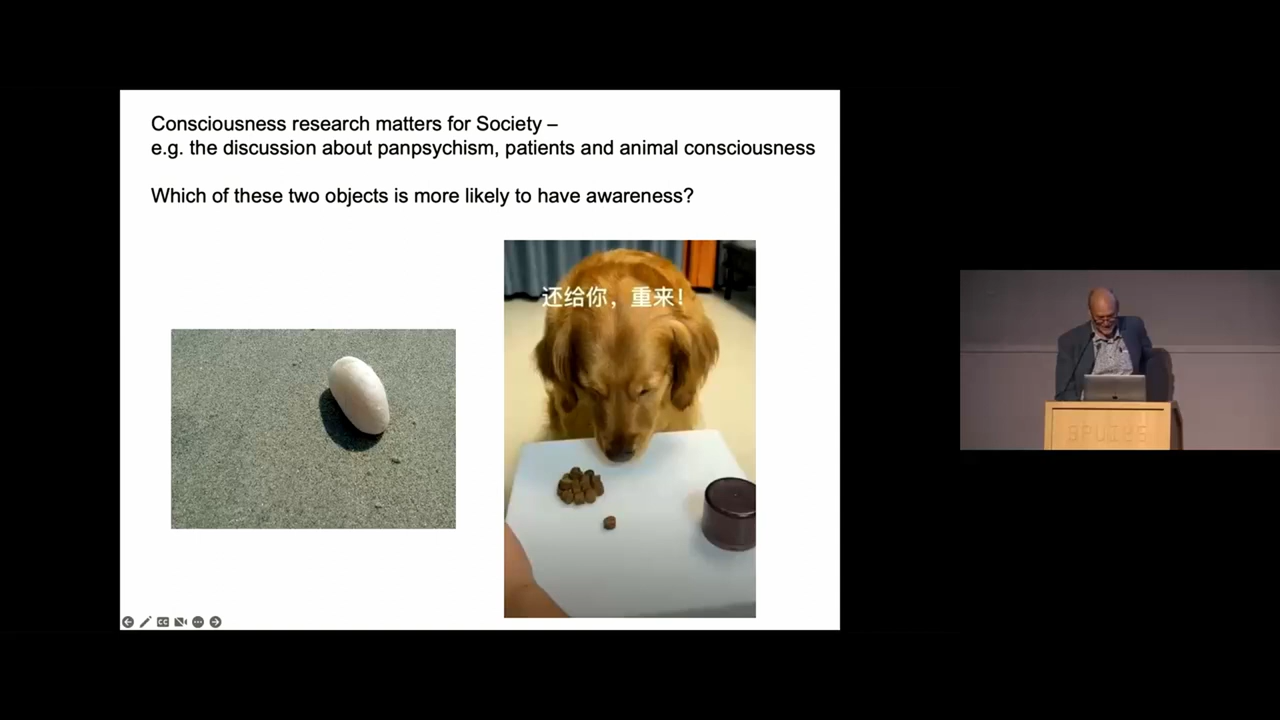 Consciousness research matters for Society –
e.g. the discussion about panpsychism, patients and animal consciousness
Which of these two objects is more likely to have awareness?
还给你，重来！
SPUI25